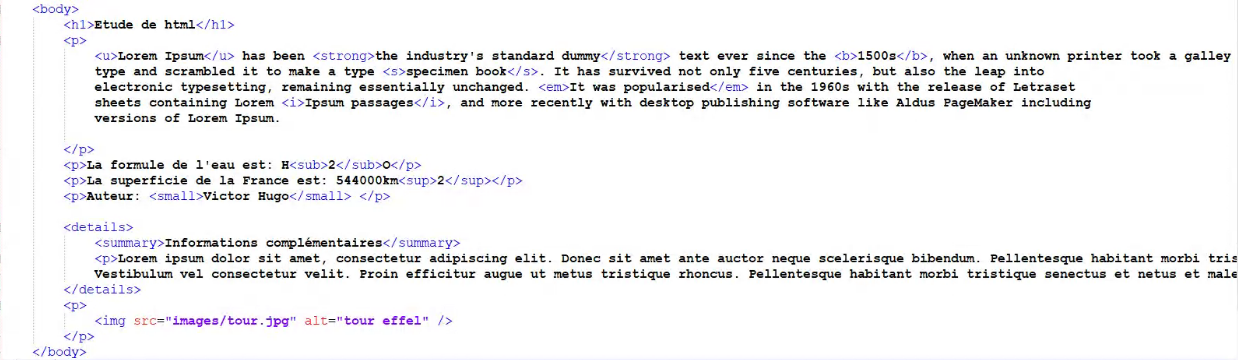 <body>
<h1>Etude de html</h1>
<p>
<u>Lorem Ipsum</u> has been <strong>the industry's standard dummy</strong> text ever since the <b>1500s</b>, when an unknown printer took a galley
type and scrambled it to make a type <s>specimen book</s>. It has survived not only five centuries, but also the leap into
electronic typesetting, remaining essentially unchanged. <em>It was popularised</em> in the 1960s with the release of Letraset
sheets containing Lorem <i>Ipsum passages</i>, and more recently with desktop publishing software like Aldus PageMaker including
versions of Lorem Ipsum.
</p>
<p>La formule de l'eau est: H<sub>2</sub>O</p>
<p>La superficie de la France est: 544000km<sup>2</sup></p>
<p>Auteur: <small>Victor Hugo</small> </p>
<details>
<summary>Informations complémentaires</summary>
<p>Lorem ipsum dolor sit amet, consectetur adipiscing elit. Donec sit amet ante auctor neque scelerisque bibendum. Pellentesque habitant morbi tris
Vestibulum vel consectetur velit. Proin efficitur augue ut metus tristique rhoncus. Pellentesque habitant morbi tristique senectus et netus et male
</details>
<p>
<img src="images/tour.jpg" alt="tour effel" />
</p>
</body>